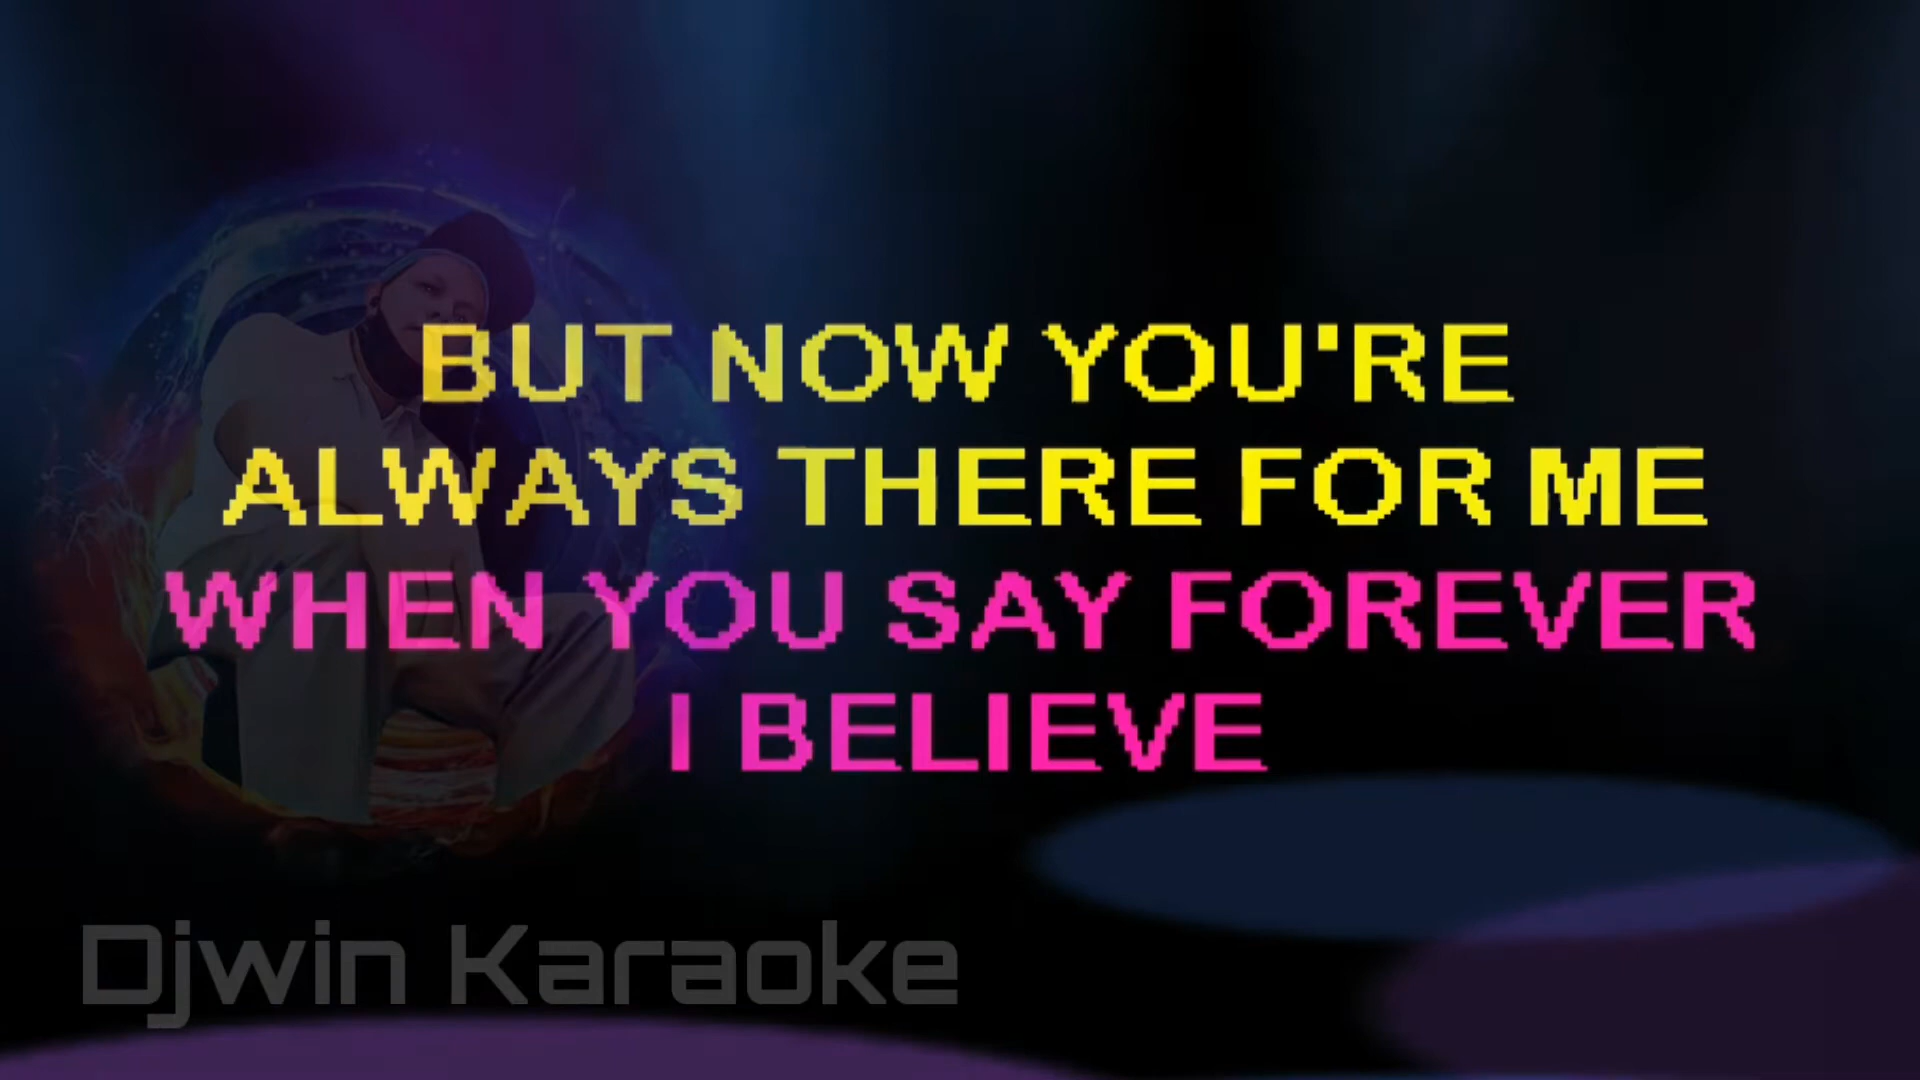 BUT NOW YOU'RE
ALWAYS THERE FOR ME
WHEN YOU SAY FOREVER
I BELIEVE
Djwin Karaoke